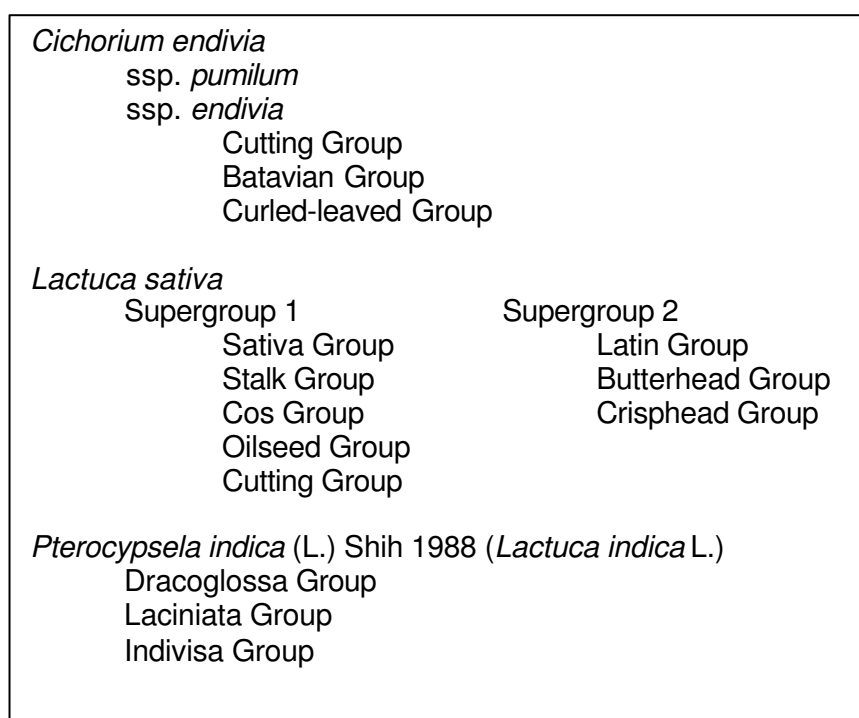 Cichorium endivia
ssp. pumilum
ssp. endivia
Cutting Group
Batavian Group
Curled-leaved Group
Lactuca sativa
Supergroup 1 Supergroup 2
Sativa Group Latin Group
Stalk Group Butterhead Group
Cos Group Crisphead Group
Oilseed Group
Cutting Group
Pterocypsela indica (L.) Shih 1988 (Lactuca indica L.)
Dracoglossa Group
Laciniata Group
Indivisa Group